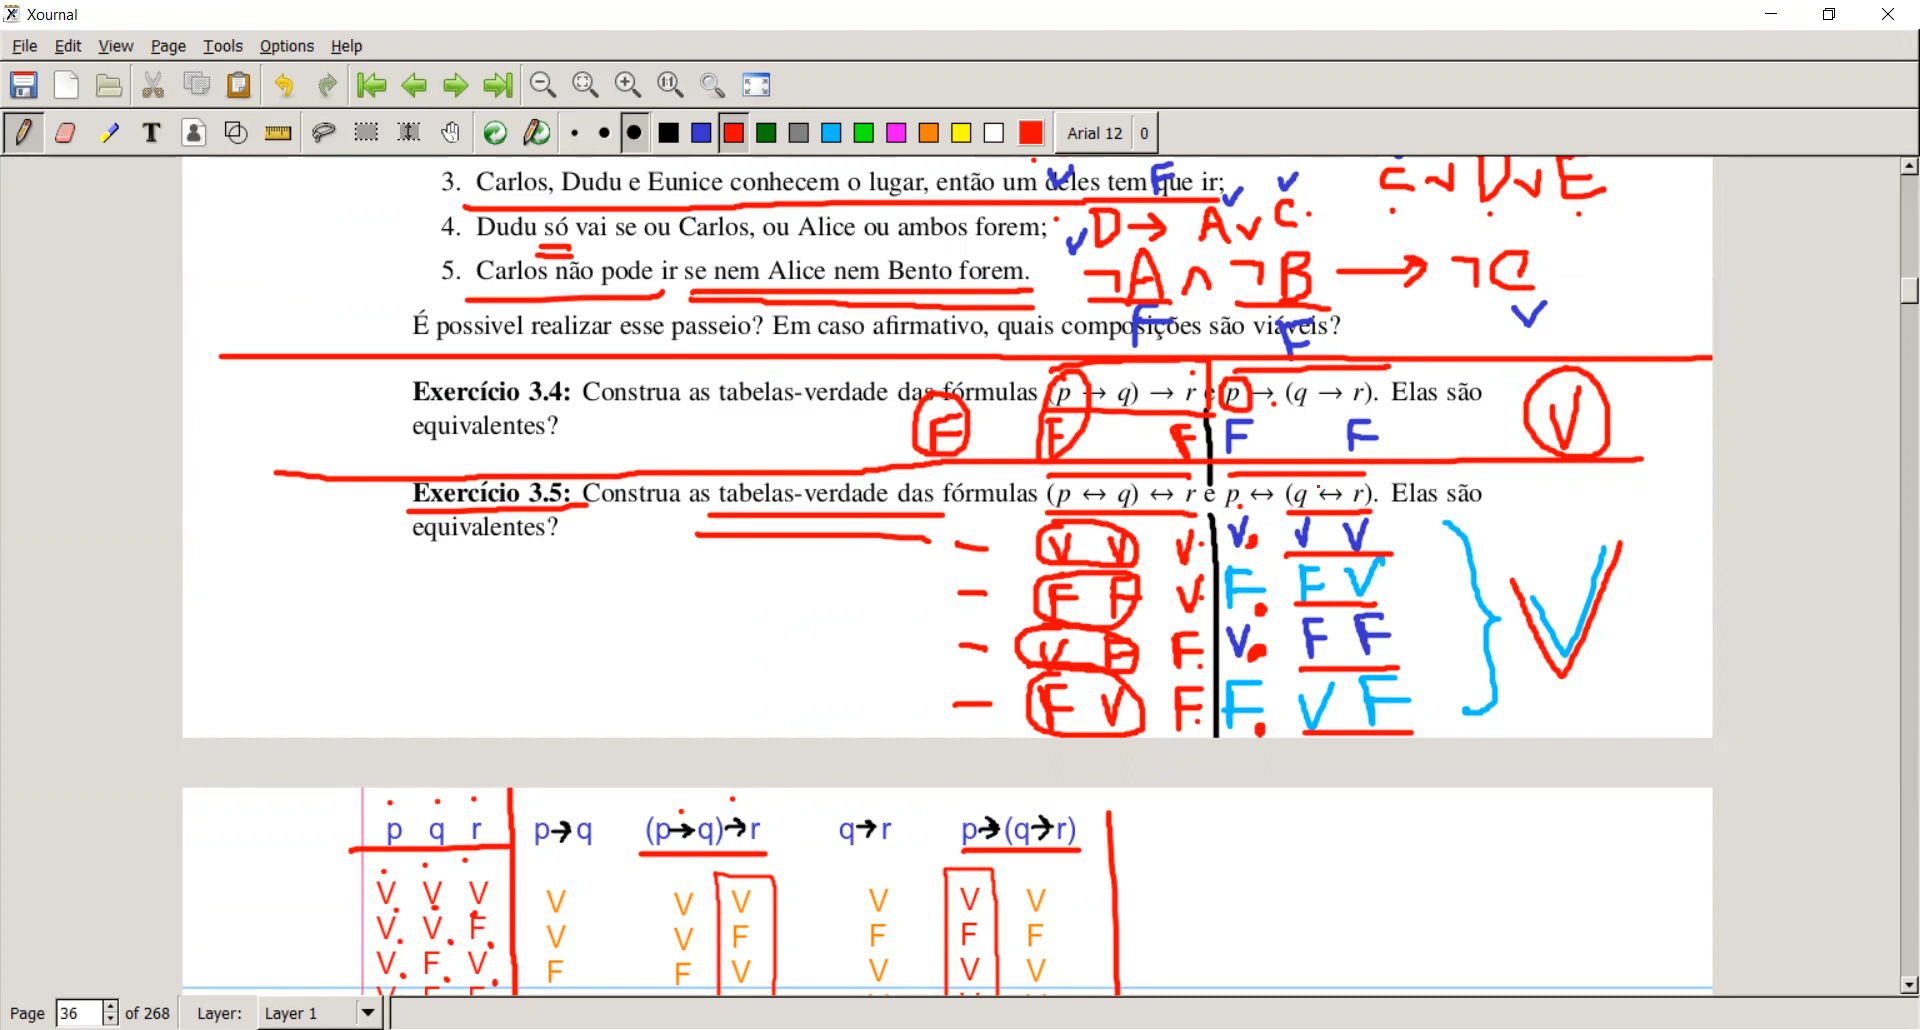 Xournal
File Edit View Page Tools Options Help
Arial 12 0
3. Carlos, Dudu e Eunice conhecem o lugar, então um deles tem que ir; V F V V C ∨ D ∨ E
4. Dudu só vai se ou Carlos, ou Alice ou ambos forem; V D → A ∨ C
5. Carlos não pode ir se nem Alice nem Bento forem. ¬A ∧ ¬B → ¬C
É possivel realizar esse passeio? Em caso afirmativo, quais composições são viáveis? F F V
Exercício 3.4: Construa as tabelas-verdade das fórmulas (p → q) → r e p → (q → r). Elas são
equivalentes? F F F F F V
Exercício 3.5: Construa as tabelas-verdade das fórmulas (p ↔ q) ↔ r e p ↔ (q ↔ r). Elas são
equivalentes?
– V V V V V V
– F F V F F V V
– V F F V F F
– F V F F V F
p q r p→q (p→q)→r q→r p→(q→r)
V V V V V V V V V
V V F V V F F F F
V F V F F V V V V
Page 36 of 268 Layer: Layer 1